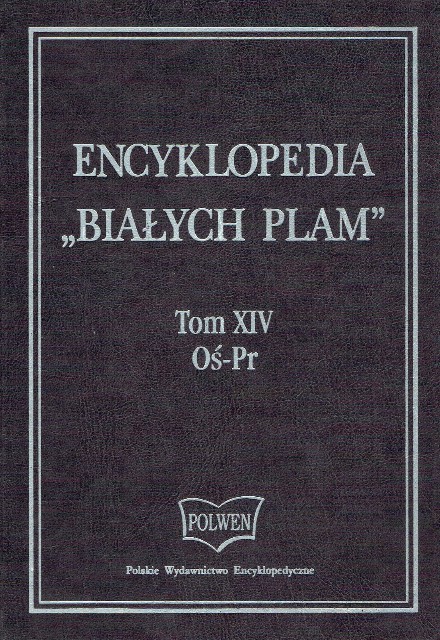 ENCYKLOPEDIA
„BIAŁYCH PLAM”
Tom XIV
Oś-Pr
POLWEN
Polskie Wydawnictwo Encyklopedyczne